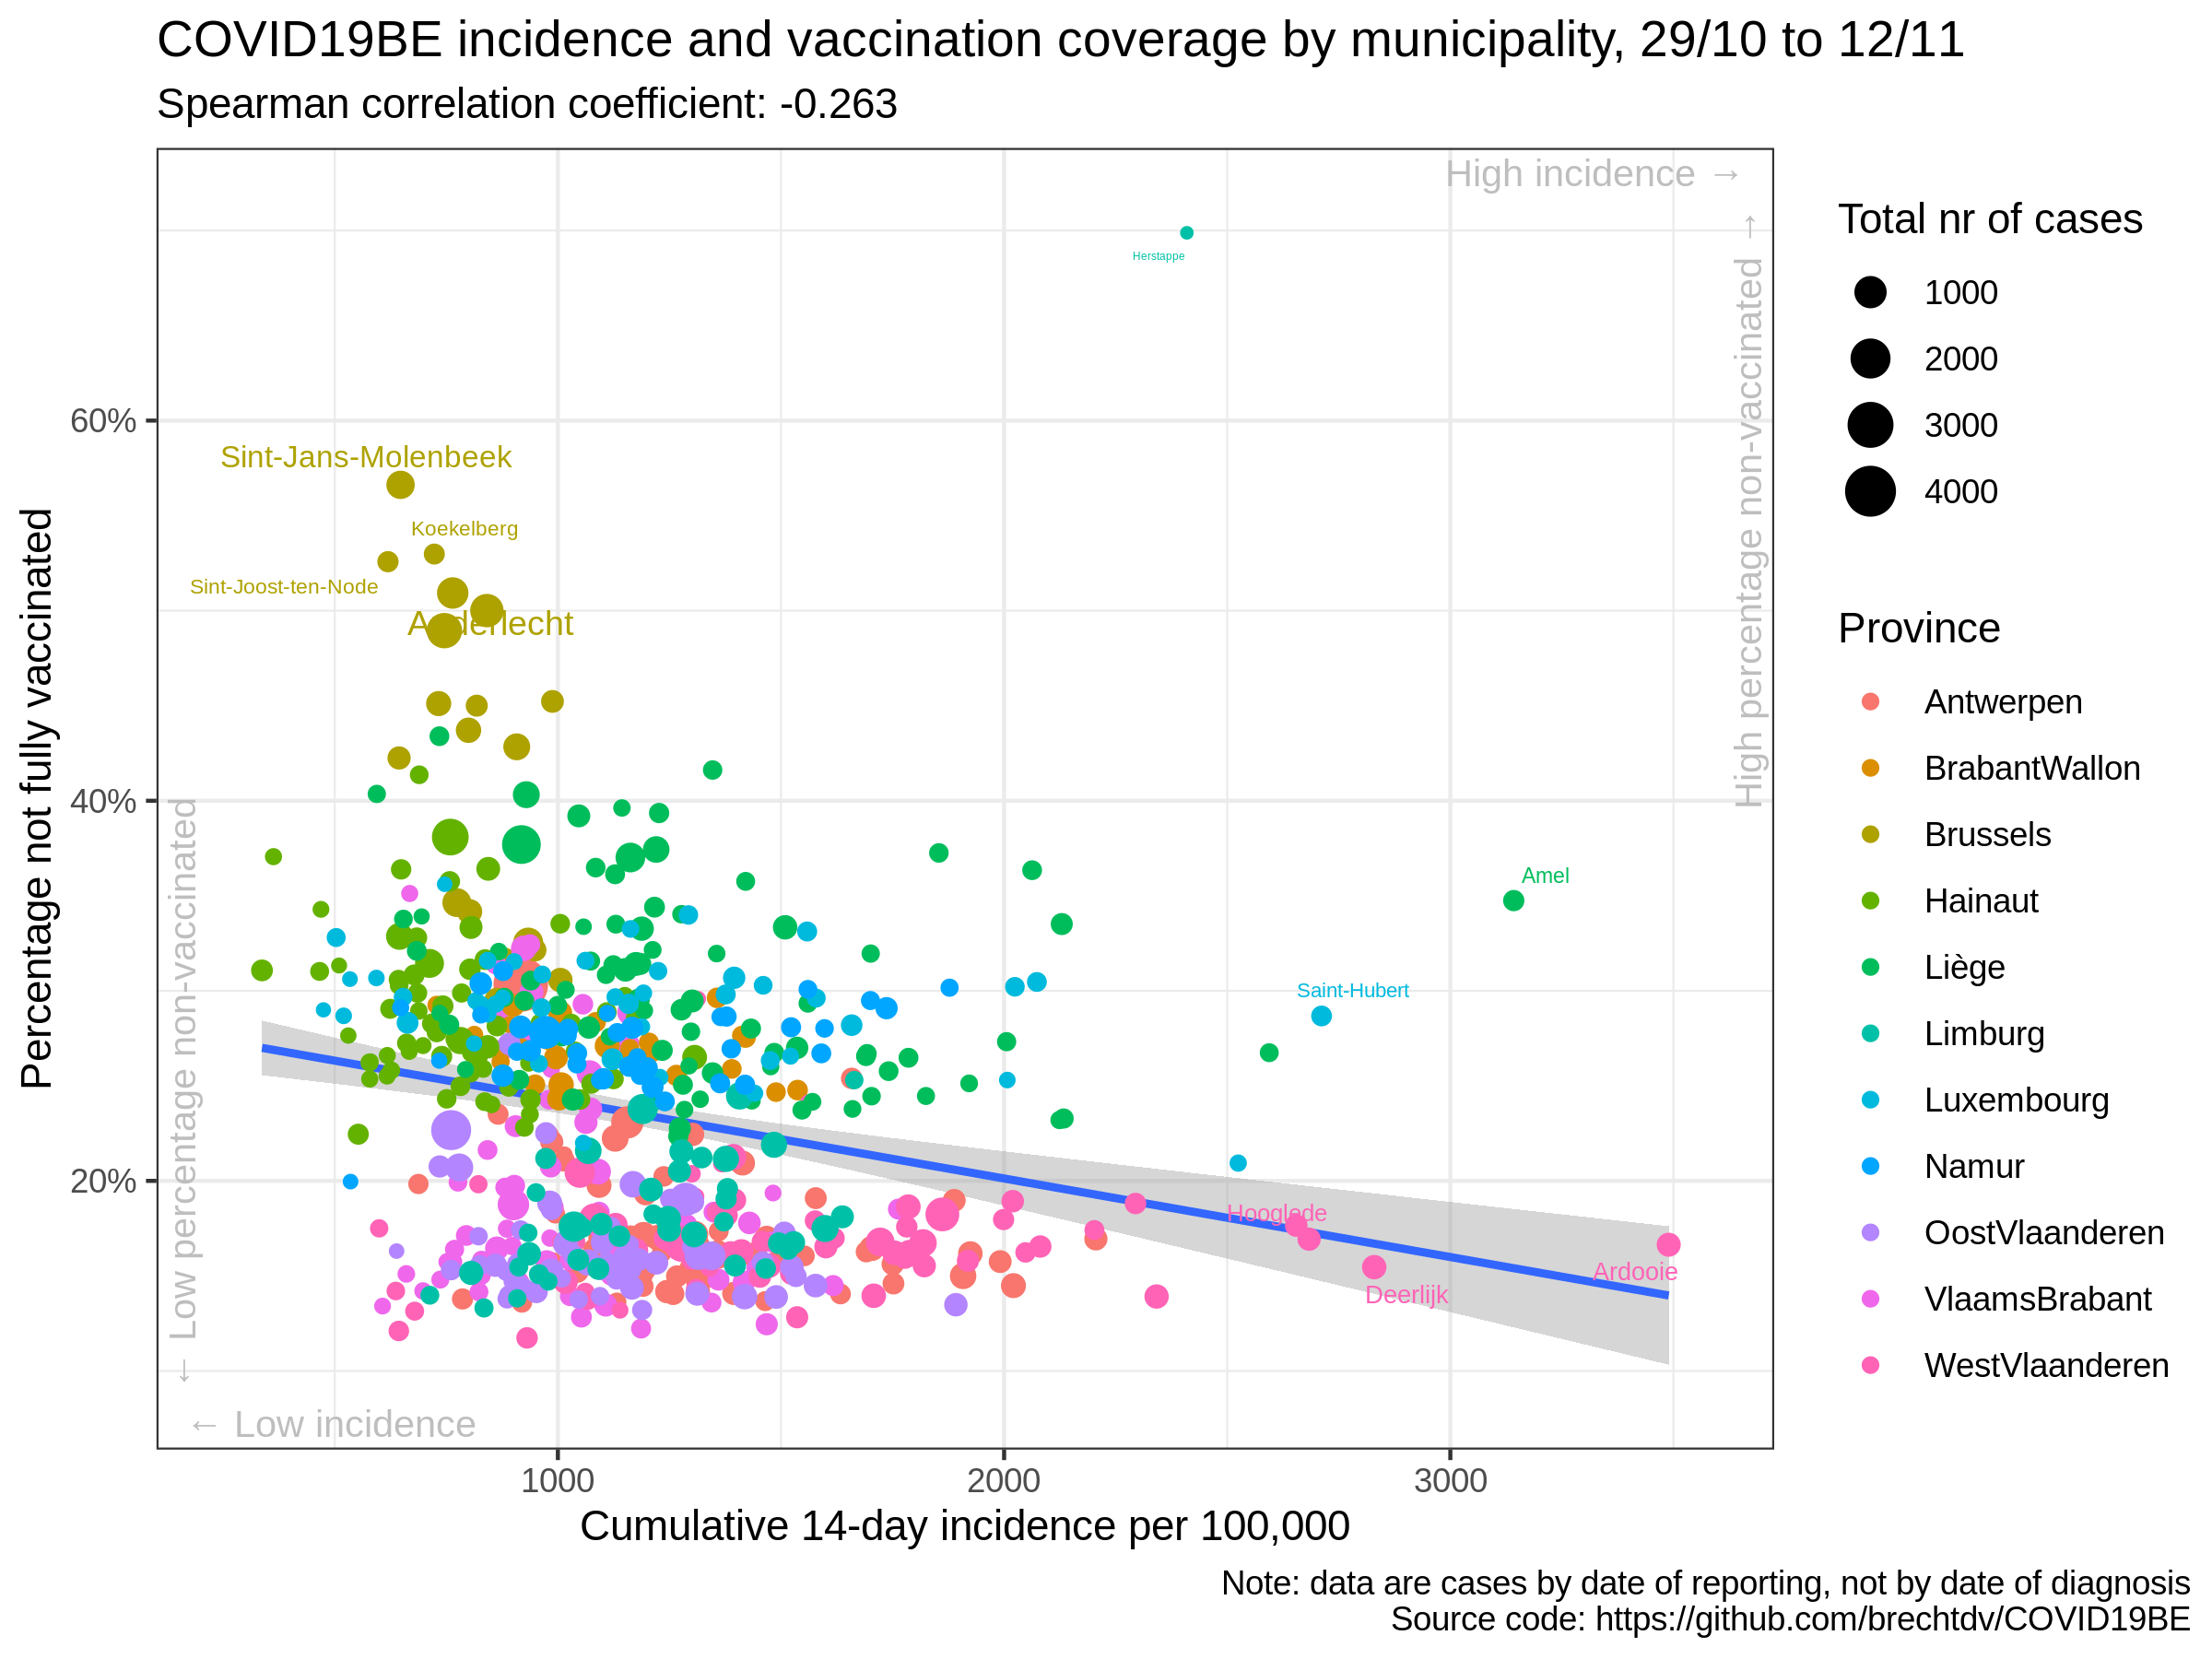 COVID19BE incidence and vaccination coverage by municipality, 29/10 to 12/11
Spearman correlation coefficient: -0.263
High incidence →
High percentage non-vaccinated →
Herstappe
Sint-Jans-Molenbeek
Koekelberg
Sint-Joost-ten-Node
Anderlecht
Amel
Saint-Hubert
Hooglede
Ardooie
Deerlijk
← Low percentage non-vaccinated
← Low incidence
60%
40%
20%
Percentage not fully vaccinated
1000
2000
3000
Cumulative 14-day incidence per 100,000
Total nr of cases
1000
2000
3000
4000
Province
Antwerpen
BrabantWallon
Brussels
Hainaut
Liège
Limburg
Luxembourg
Namur
OostVlaanderen
VlaamsBrabant
WestVlaanderen
Note: data are cases by date of reporting, not by date of diagnosis
Source code: https://github.com/brechtdv/COVID19BE